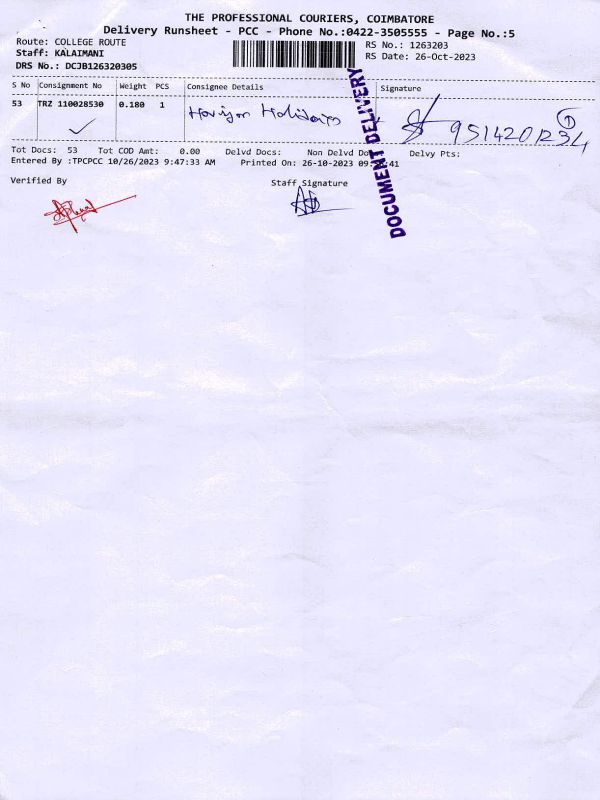 THE PROFESSIONAL COURIERS, COIMBATORE
Delivery Runsheet - PCC - Phone No.:0422-3505555 - Page No.:5
Route: COLLEGE ROUTE
RS No.: 1263203
Staff: KALAIMANI
RS Date: 26-Oct-2023
DRS No.: DCJB126320305
S No Consignment No Weight PCS Consignee Details Signature
53 TRZ 110028530 0.180 1 Holidays
DOCUMENT DELIVERY
Tot Docs: 53 Tot COD Amt: 0.00 Delvd Docs: Non Delvd Delvy Pts:
Entered By :TPCPCC 10/26/2023 9:47:33 AM Printed On: 26-10-2023
Verified By Staff Signature